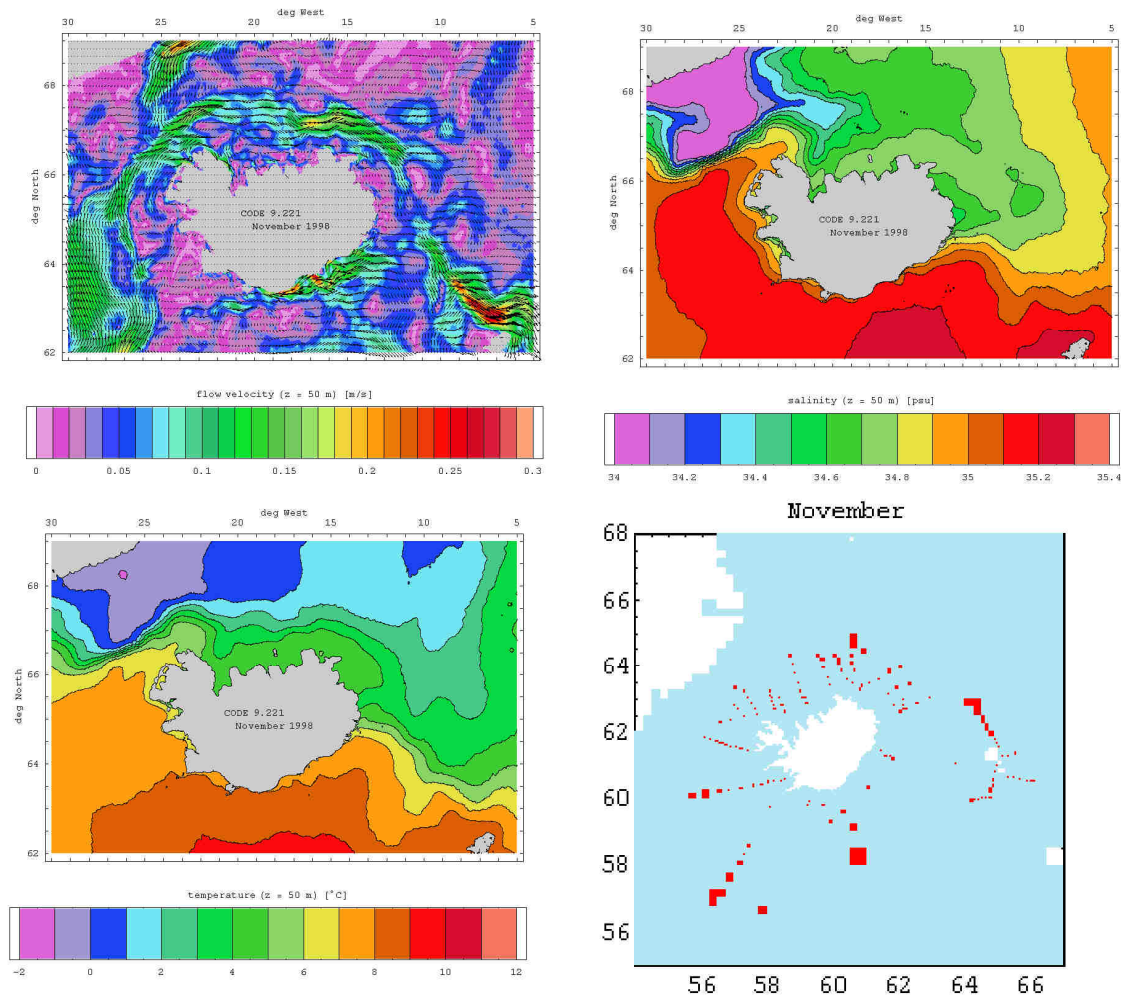 deg West
30 25 20 15 10 5
68
66
64
62
deg North
CODE 9.221
November 1998
flow velocity (z = 50 m) [m/s]
0 0.05 0.1 0.15 0.2 0.25 0.3
deg West
30 25 20 15 10 5
68
66
64
62
deg North
CODE 9.221
November 1998
salinity (z = 50 m) [psu]
34 34.2 34.4 34.6 34.8 35 35.2 35.4
deg West
30 25 20 15 10 5
68
66
64
62
deg North
CODE 9.221
November 1998
temperature (z = 50 m) [°C]
-2 0 2 4 6 8 10 12
November
68
66
64
62
60
58
56
56 58 60 62 64 66